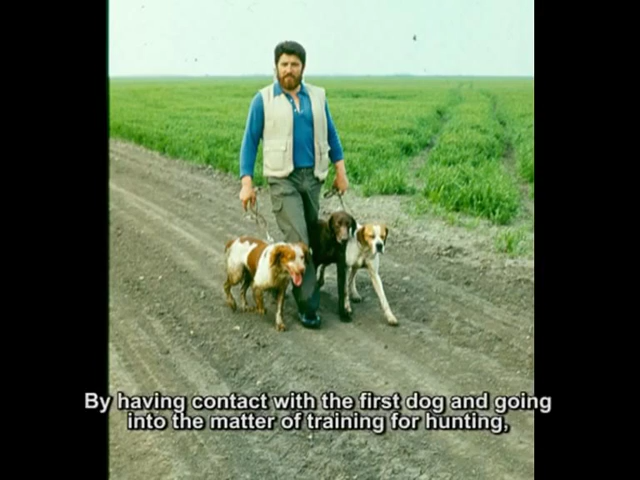 By having contact with the first dog and going
into the matter of training for hunting,